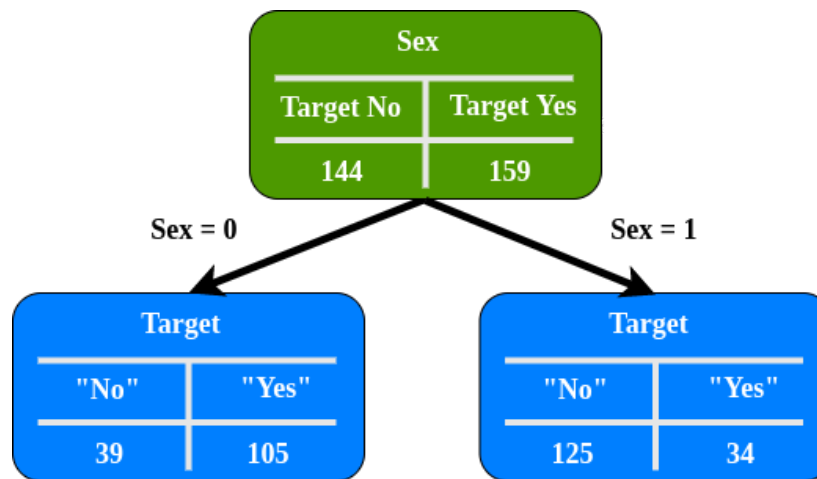 Sex
Target No Target Yes
144 159
Sex = 0 Sex = 1
Target Target
"No" "Yes" "No" "Yes"
39 105 125 34